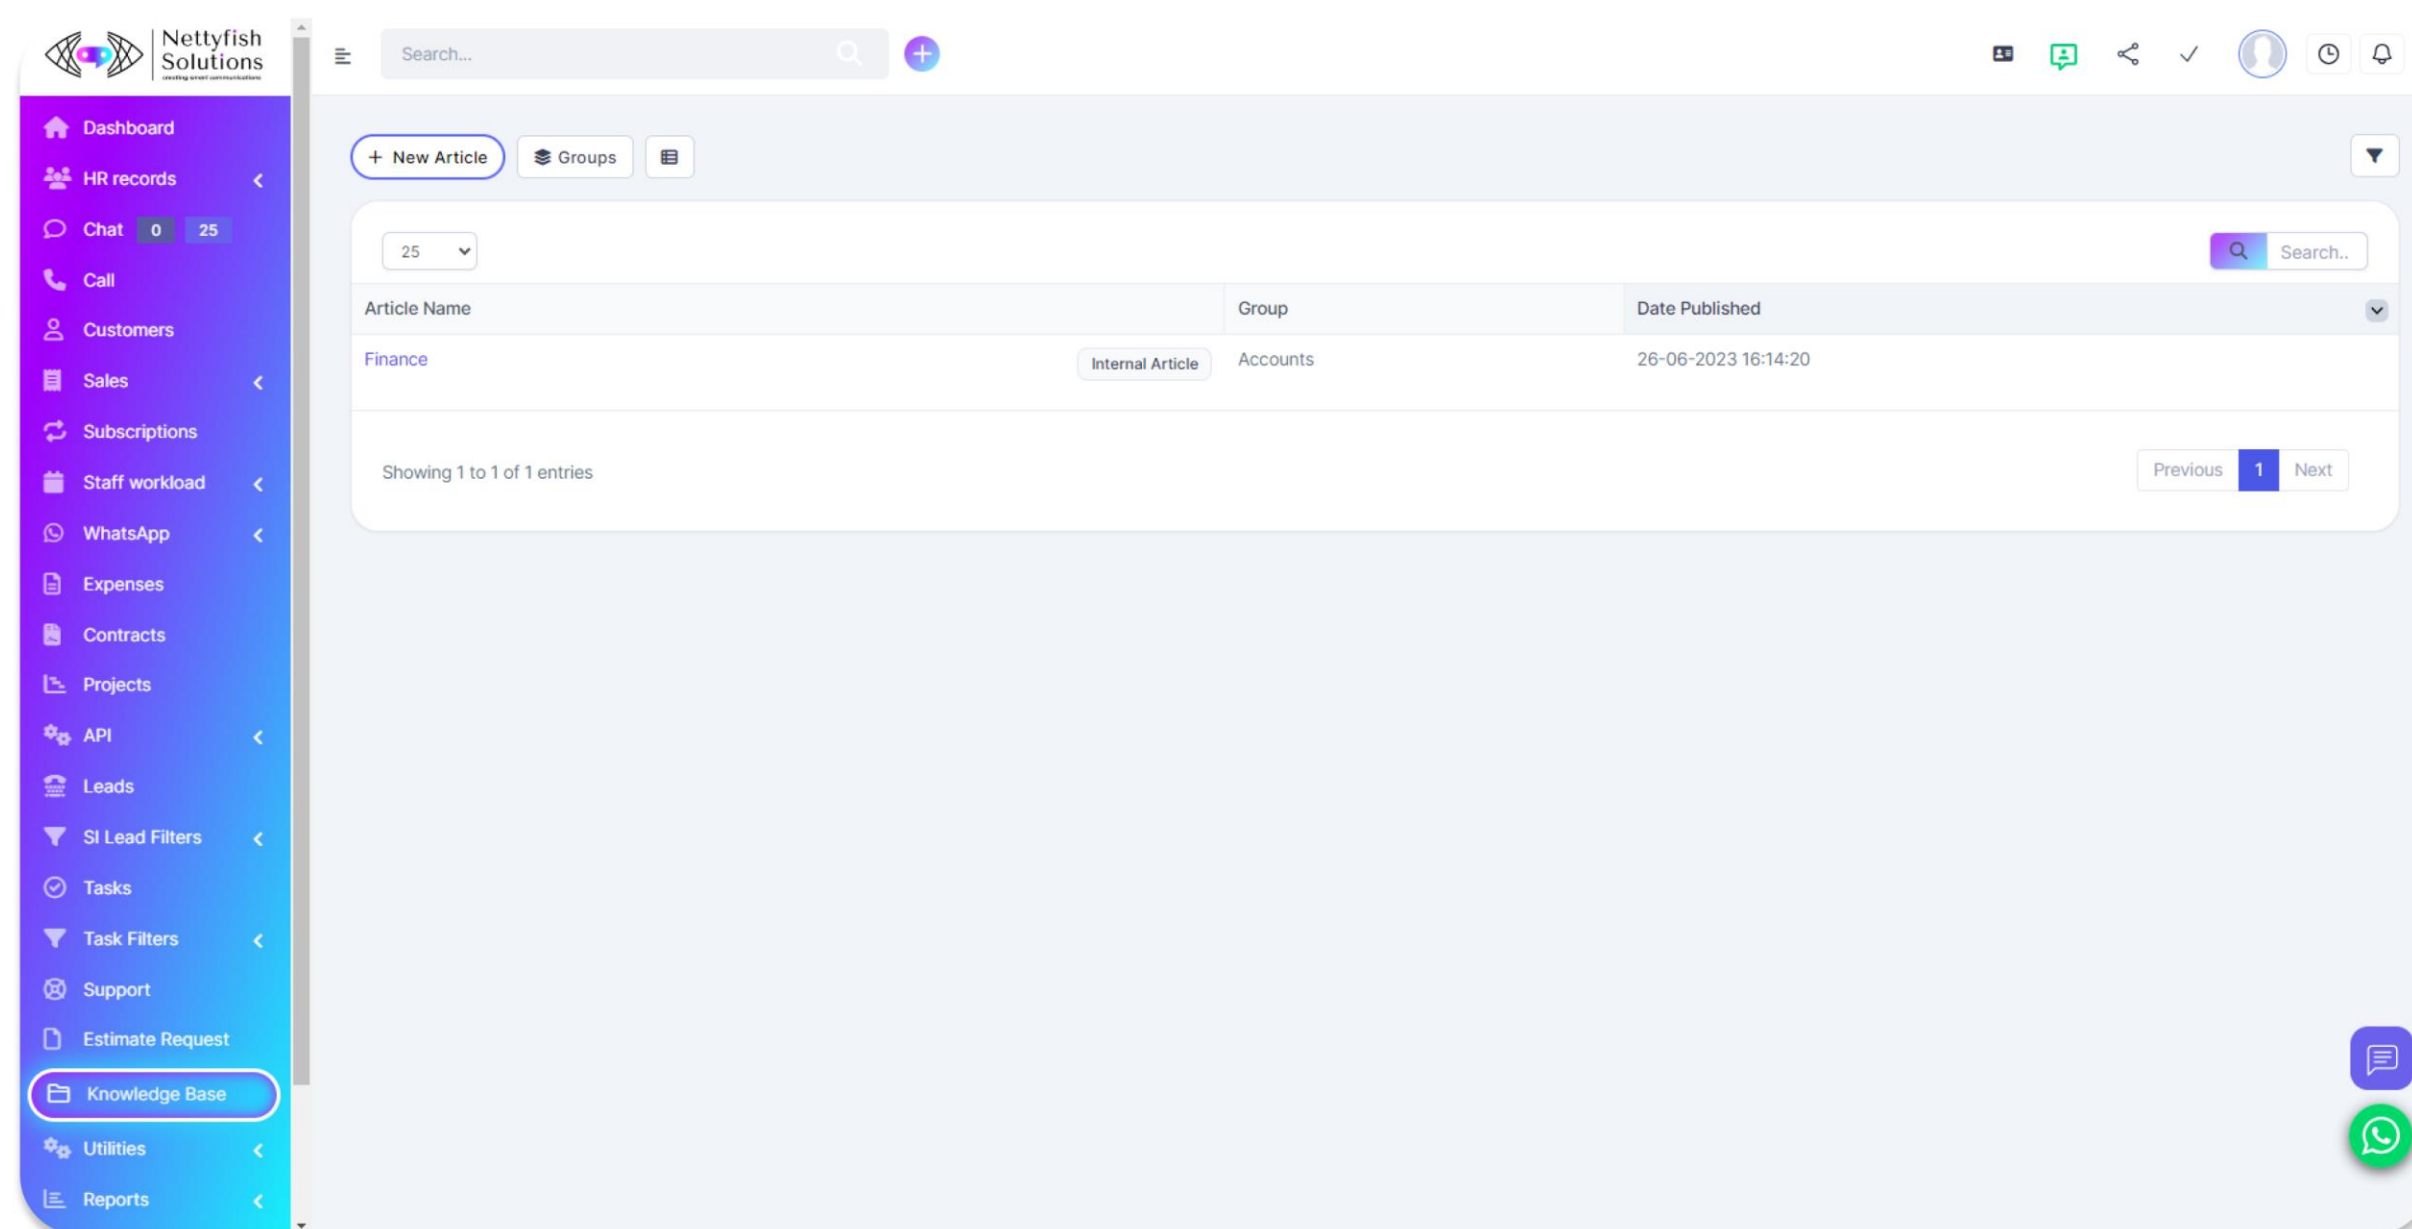 Nettyfish
Solutions
creating smart communications
Search...
Dashboard
HR records
Chat 0 25
Call
Customers
Sales
Subscriptions
Staff workload
WhatsApp
Expenses
Contracts
Projects
API
Leads
SI Lead Filters
Tasks
Task Filters
Support
Estimate Request
Knowledge Base
Utilities
Reports
+ New Article
Groups
25
Search..
Article Name Group Date Published
Finance Internal Article Accounts 26-06-2023 16:14:20
Showing 1 to 1 of 1 entries
Previous 1 Next